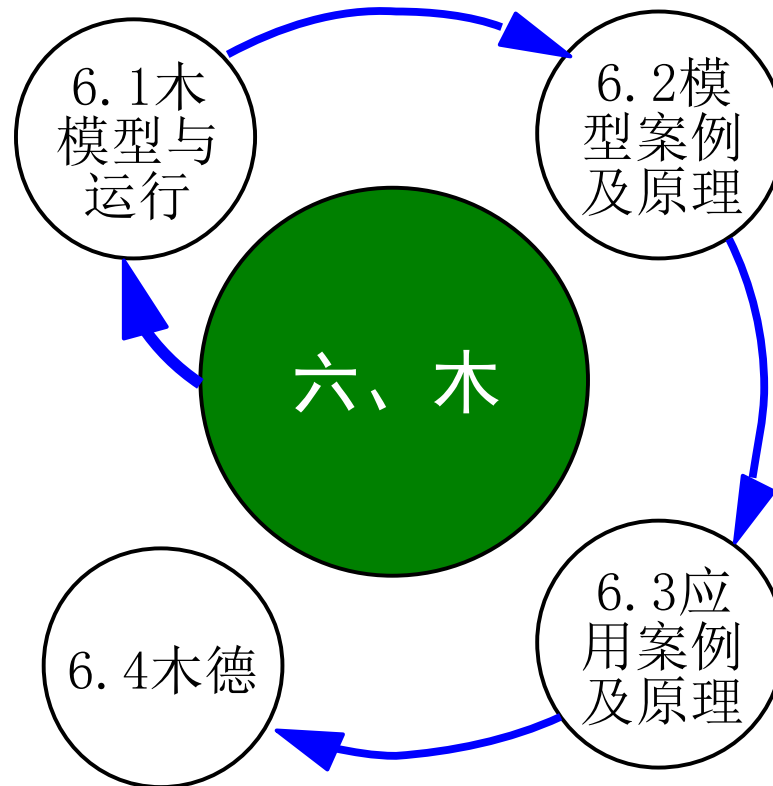 6.1木
模型与
运行
6.2模
型案例
及原理
六、木
6.3应
用案例
及原理
6.4木德